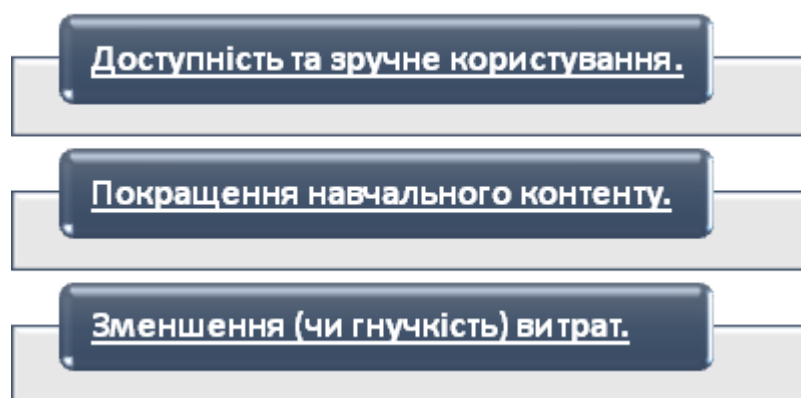 Доступність та зручне користування.
Покращення навчального контенту.
Зменшення (чи гнучкість) витрат.